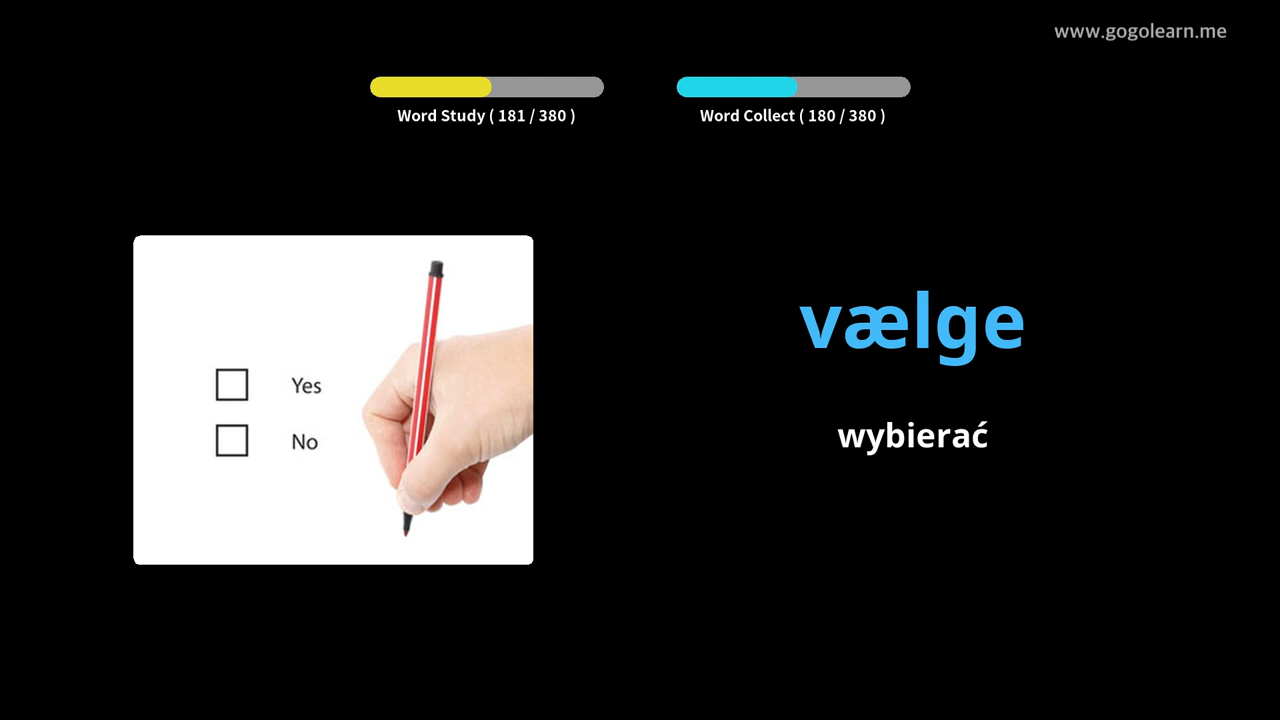 www.gogolearn.me
Word Study ( 181 / 380 )
Word Collect ( 180 / 380 )
Yes
No
vælge
wybierać